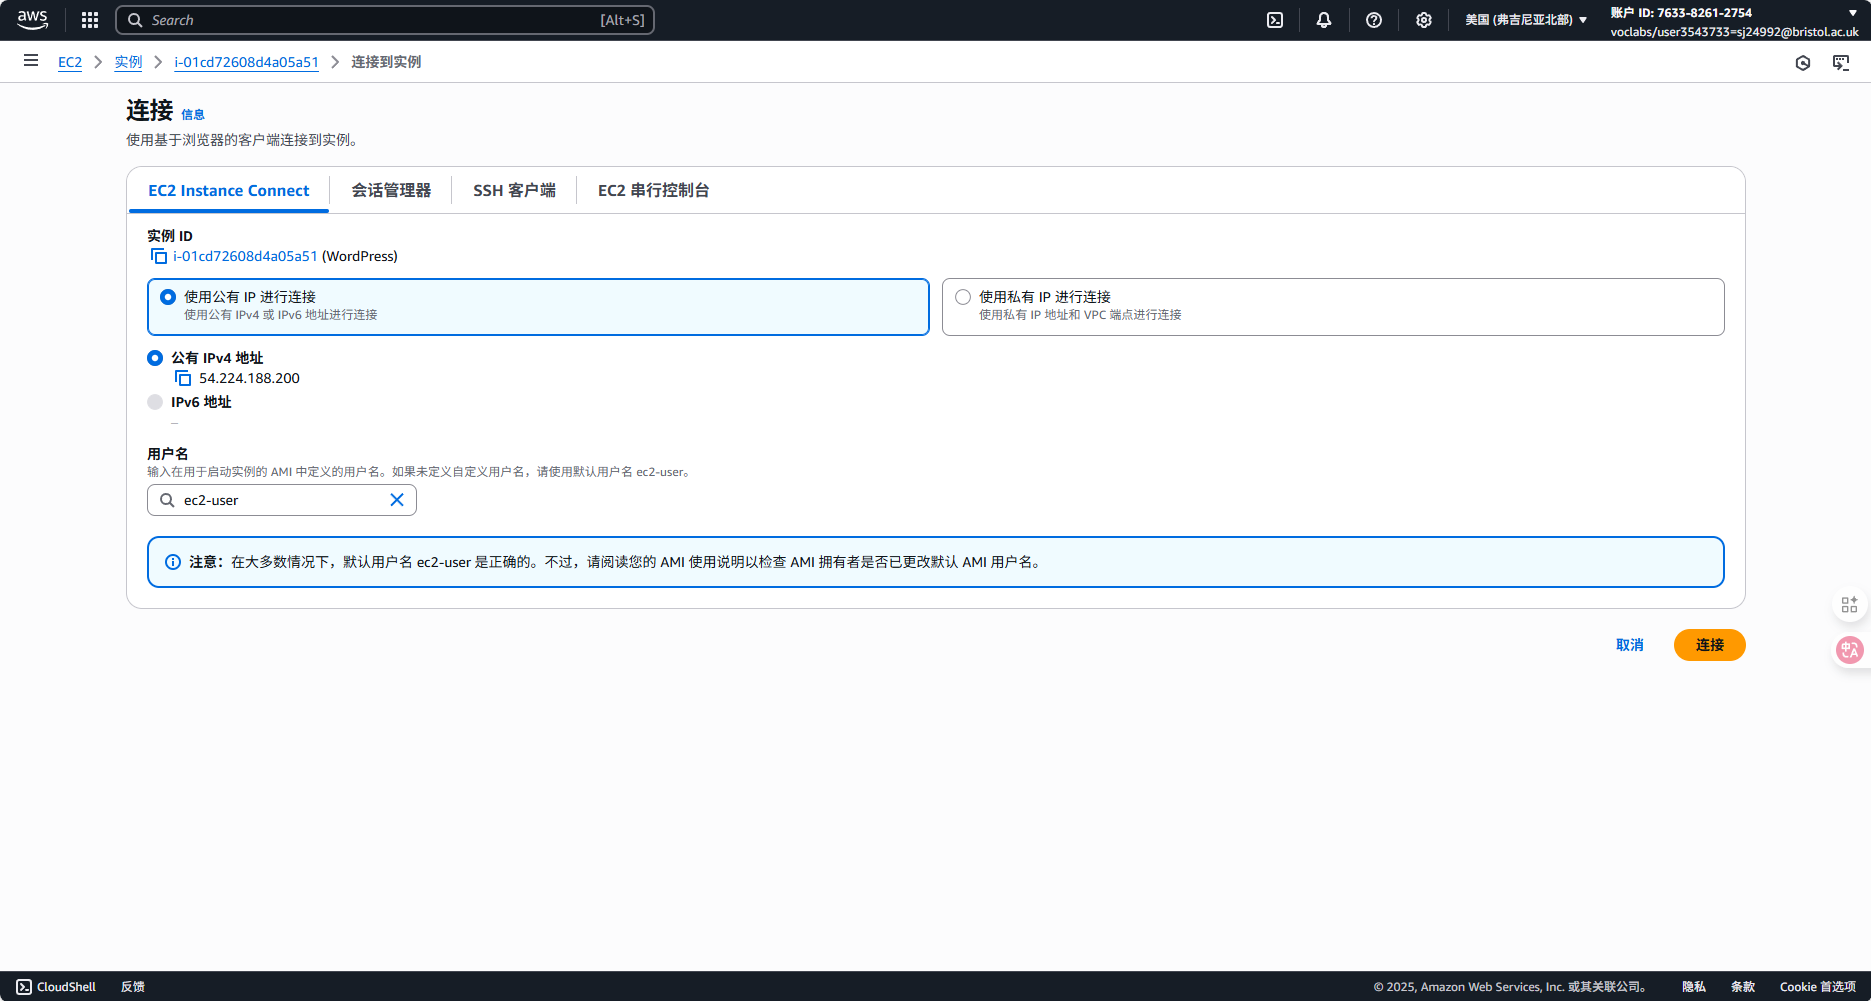 aws
Search [Alt+S]
美国 (弗吉尼亚北部)
账户 ID: 7633-8261-2754
voclabs/user3543733=sj24992@bristol.ac.uk
EC2 > 实例 > i-01cd72608d4a05a51 > 连接到实例
连接 信息
使用基于浏览器的客户端连接到实例。
EC2 Instance Connect 会话管理器 SSH 客户端 EC2 串行控制台
实例 ID
i-01cd72608d4a05a51 (WordPress)
使用公有 IP 进行连接
使用公有 IPv4 或 IPv6 地址进行连接
使用私有 IP 进行连接
使用私有 IP 地址和 VPC 端点进行连接
公有 IPv4 地址
54.224.188.200
IPv6 地址
–
用户名
输入在用于启动实例的 AMI 中定义的用户名。如果未定义自定义用户名，请使用默认用户名 ec2-user。
ec2-user
注意：在大多数情况下，默认用户名 ec2-user 是正确的。不过，请阅读您的 AMI 使用说明以检查 AMI 拥有者是否已更改默认 AMI 用户名。
取消 连接
中 A
CloudShell 反馈 © 2025, Amazon Web Services, Inc. 或其关联公司。 隐私 条款 Cookie 首选项